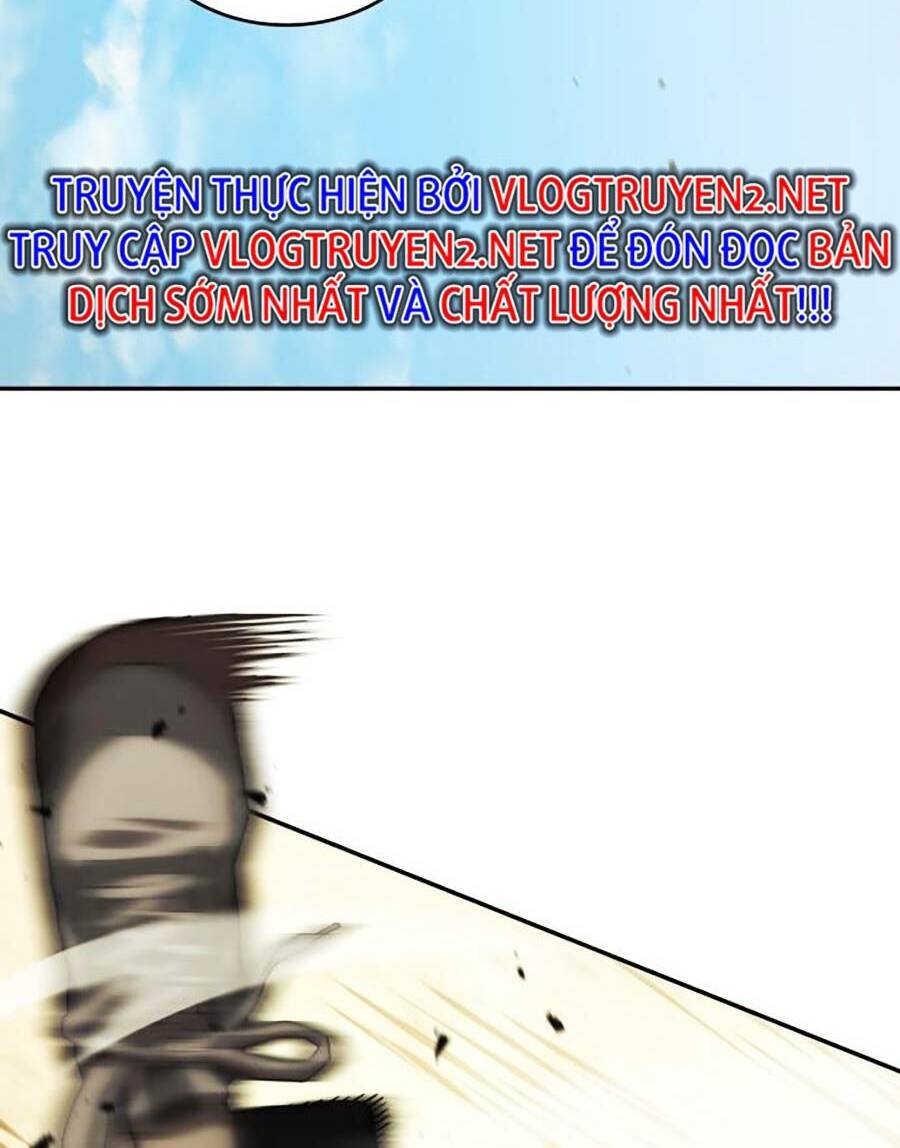 TRUYỆN THỰC HIỆN BỞI VLOGTRUYEN2.NET
TRUY CẬP VLOGTRUYEN2.NET ĐỂ ĐÓN ĐỌC BẢN
DỊCH SỚM NHẤT VÀ CHẤT LƯỢNG NHẤT!!!